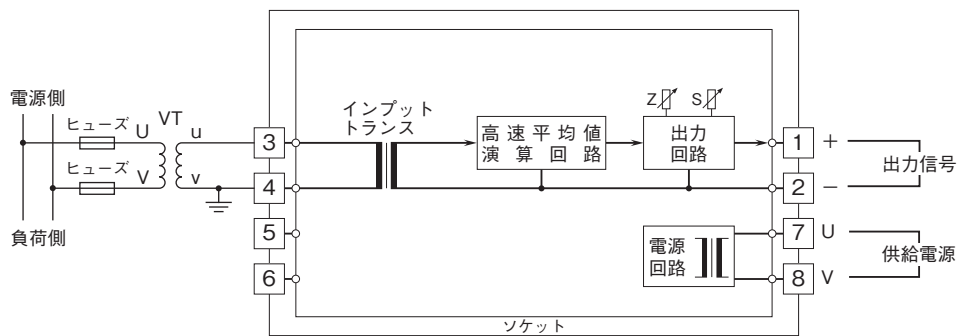 電源側
ヒューズ
U
VT
u
ヒューズ
V
v
負荷側
3
4
5
6
インプット
トランス
高速平均値
演算回路
Z
S
出力
回路
電源
回路
1
+
2
−
出力信号
7
U
8
V
供給電源
ソケット